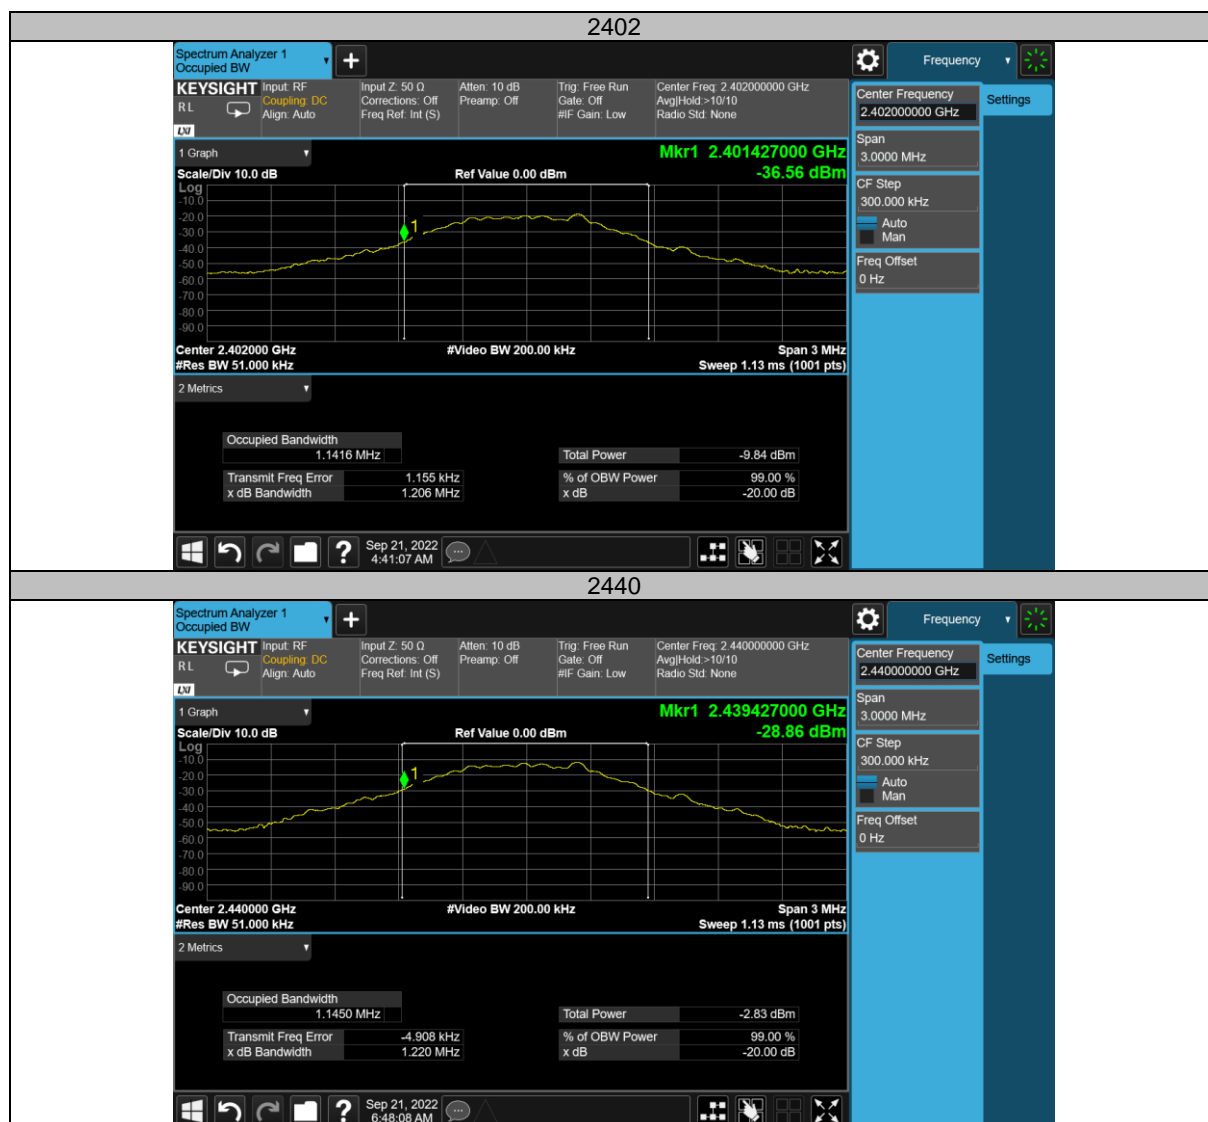 2402
Spectrum Analyzer 1
Occupied BW
Frequency
KEYSIGHT
RL
LXI
Input: RF
Coupling: DC
Align: Auto
Input Z: 50 Ω
Corrections: Off
Freq Ref: Int (S)
Atten: 10 dB
Preamp: Off
Trig: Free Run
Gate: Off
#IF Gain: Low
Center Freq: 2.402000000 GHz
Avg|Hold:>10/10
Radio Std: None
Center Frequency
2.402000000 GHz
Settings
Span
3.0000 MHz
CF Step
300.000 kHz
Auto
Man
Freq Offset
0 Hz
1 Graph
Mkr1 2.401427000 GHz
-36.56 dBm
Scale/Div 10.0 dB
Ref Value 0.00 dBm
Log
-10.0
-20.0
-30.0
-40.0
-50.0
-60.0
-70.0
-80.0
-90.0
1
Center 2.402000 GHz
#Video BW 200.00 kHz
Span 3 MHz
#Res BW 51.000 kHz
Sweep 1.13 ms (1001 pts)
2 Metrics
Occupied Bandwidth
1.1416 MHz
Total Power -9.84 dBm
Transmit Freq Error 1.155 kHz
% of OBW Power 99.00 %
x dB Bandwidth 1.206 MHz
x dB -20.00 dB
?
Sep 21, 2022
4:41:07 AM
2440
Spectrum Analyzer 1
Occupied BW
Frequency
KEYSIGHT
RL
LXI
Input: RF
Coupling: DC
Align: Auto
Input Z: 50 Ω
Corrections: Off
Freq Ref: Int (S)
Atten: 10 dB
Preamp: Off
Trig: Free Run
Gate: Off
#IF Gain: Low
Center Freq: 2.440000000 GHz
Avg|Hold:>10/10
Radio Std: None
Center Frequency
2.440000000 GHz
Settings
Span
3.0000 MHz
CF Step
300.000 kHz
Auto
Man
Freq Offset
0 Hz
1 Graph
Mkr1 2.439427000 GHz
-28.86 dBm
Scale/Div 10.0 dB
Ref Value 0.00 dBm
Log
-10.0
-20.0
-30.0
-40.0
-50.0
-60.0
-70.0
-80.0
-90.0
1
Center 2.440000 GHz
#Video BW 200.00 kHz
Span 3 MHz
#Res BW 51.000 kHz
Sweep 1.13 ms (1001 pts)
2 Metrics
Occupied Bandwidth
1.1450 MHz
Total Power -2.83 dBm
Transmit Freq Error -4.908 kHz
% of OBW Power 99.00 %
x dB Bandwidth 1.220 MHz
x dB -20.00 dB
?
Sep 21, 2022
6:48:08 AM